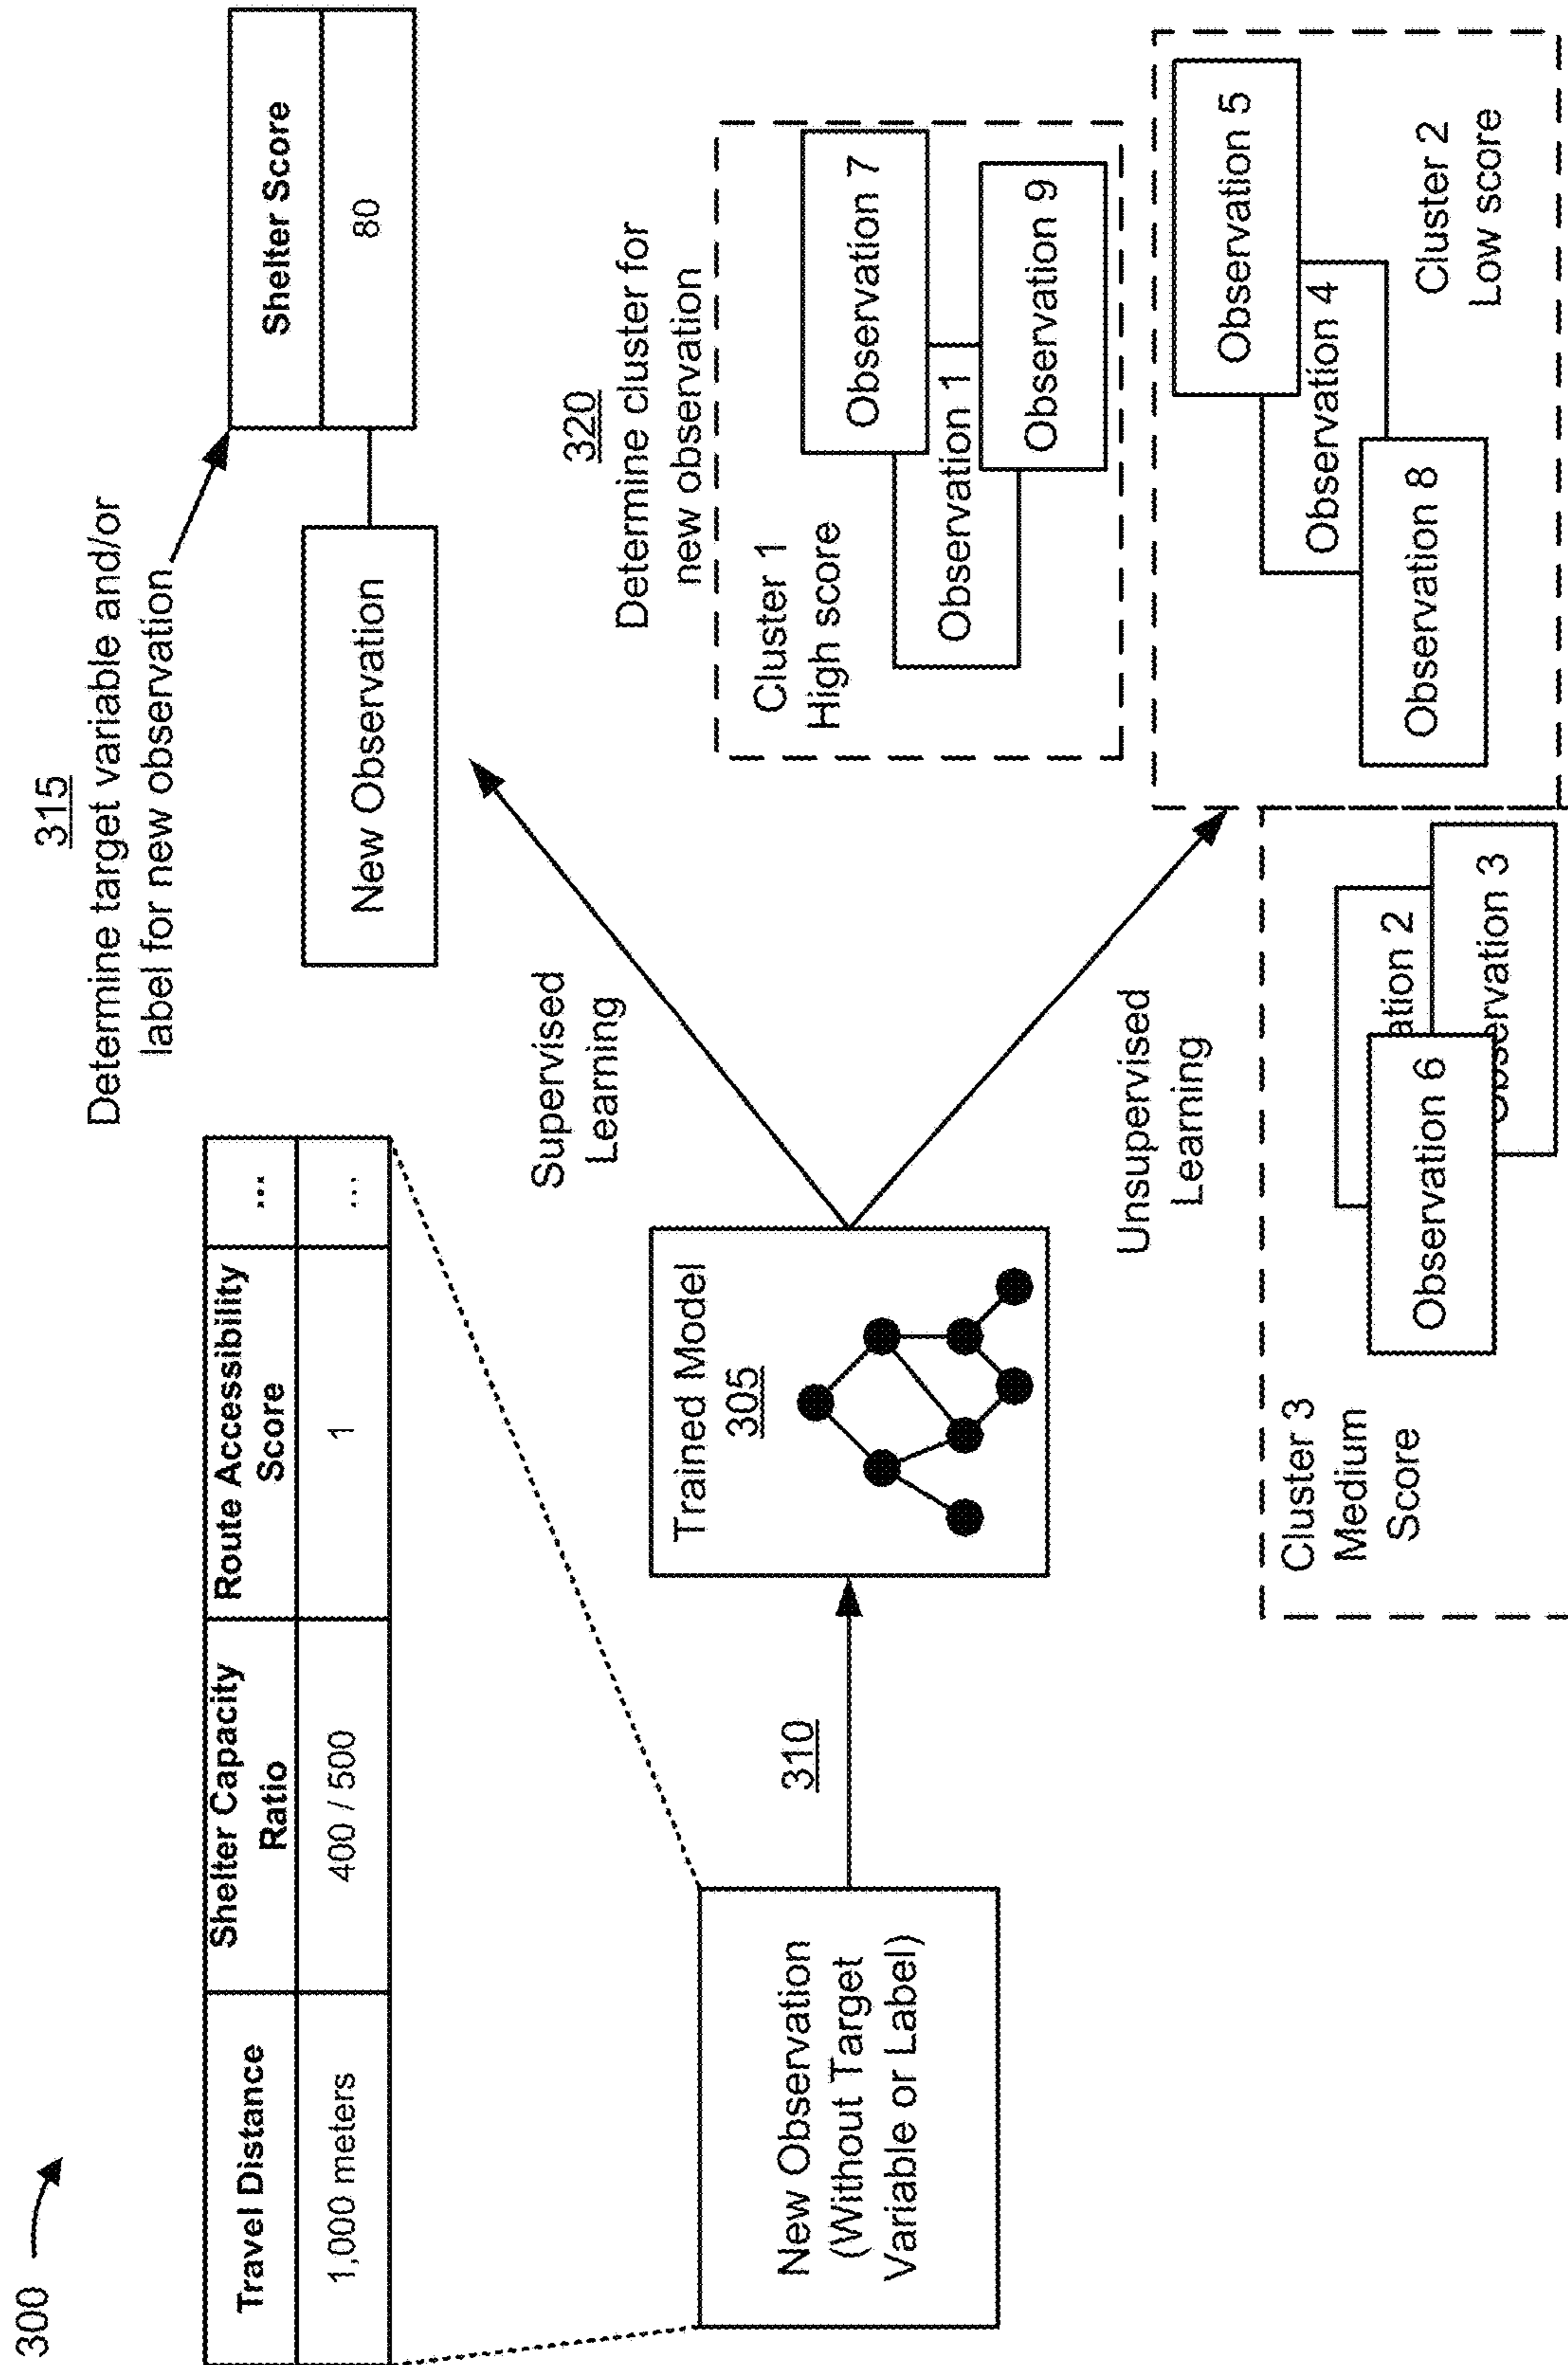 300
Travel Distance
Shelter Capacity
Ratio
Route Accessibility
Score
...
1,000 meters
400 / 500
1
...
New Observation
(Without Target
Variable or Label)
310
Trained Model
305
Supervised
Learning
Unsupervised
Learning
315
Determine target variable and/or
label for new observation
New Observation
Shelter Score
80
320
Determine cluster for
new observation
Cluster 1
High score
Observation 7
Observation 1
Observation 9
Cluster 3
Medium
Score
ation 2
Observation 6
servation 3
Observation 5
Observation 4
Observation 8
Cluster 2
Low score